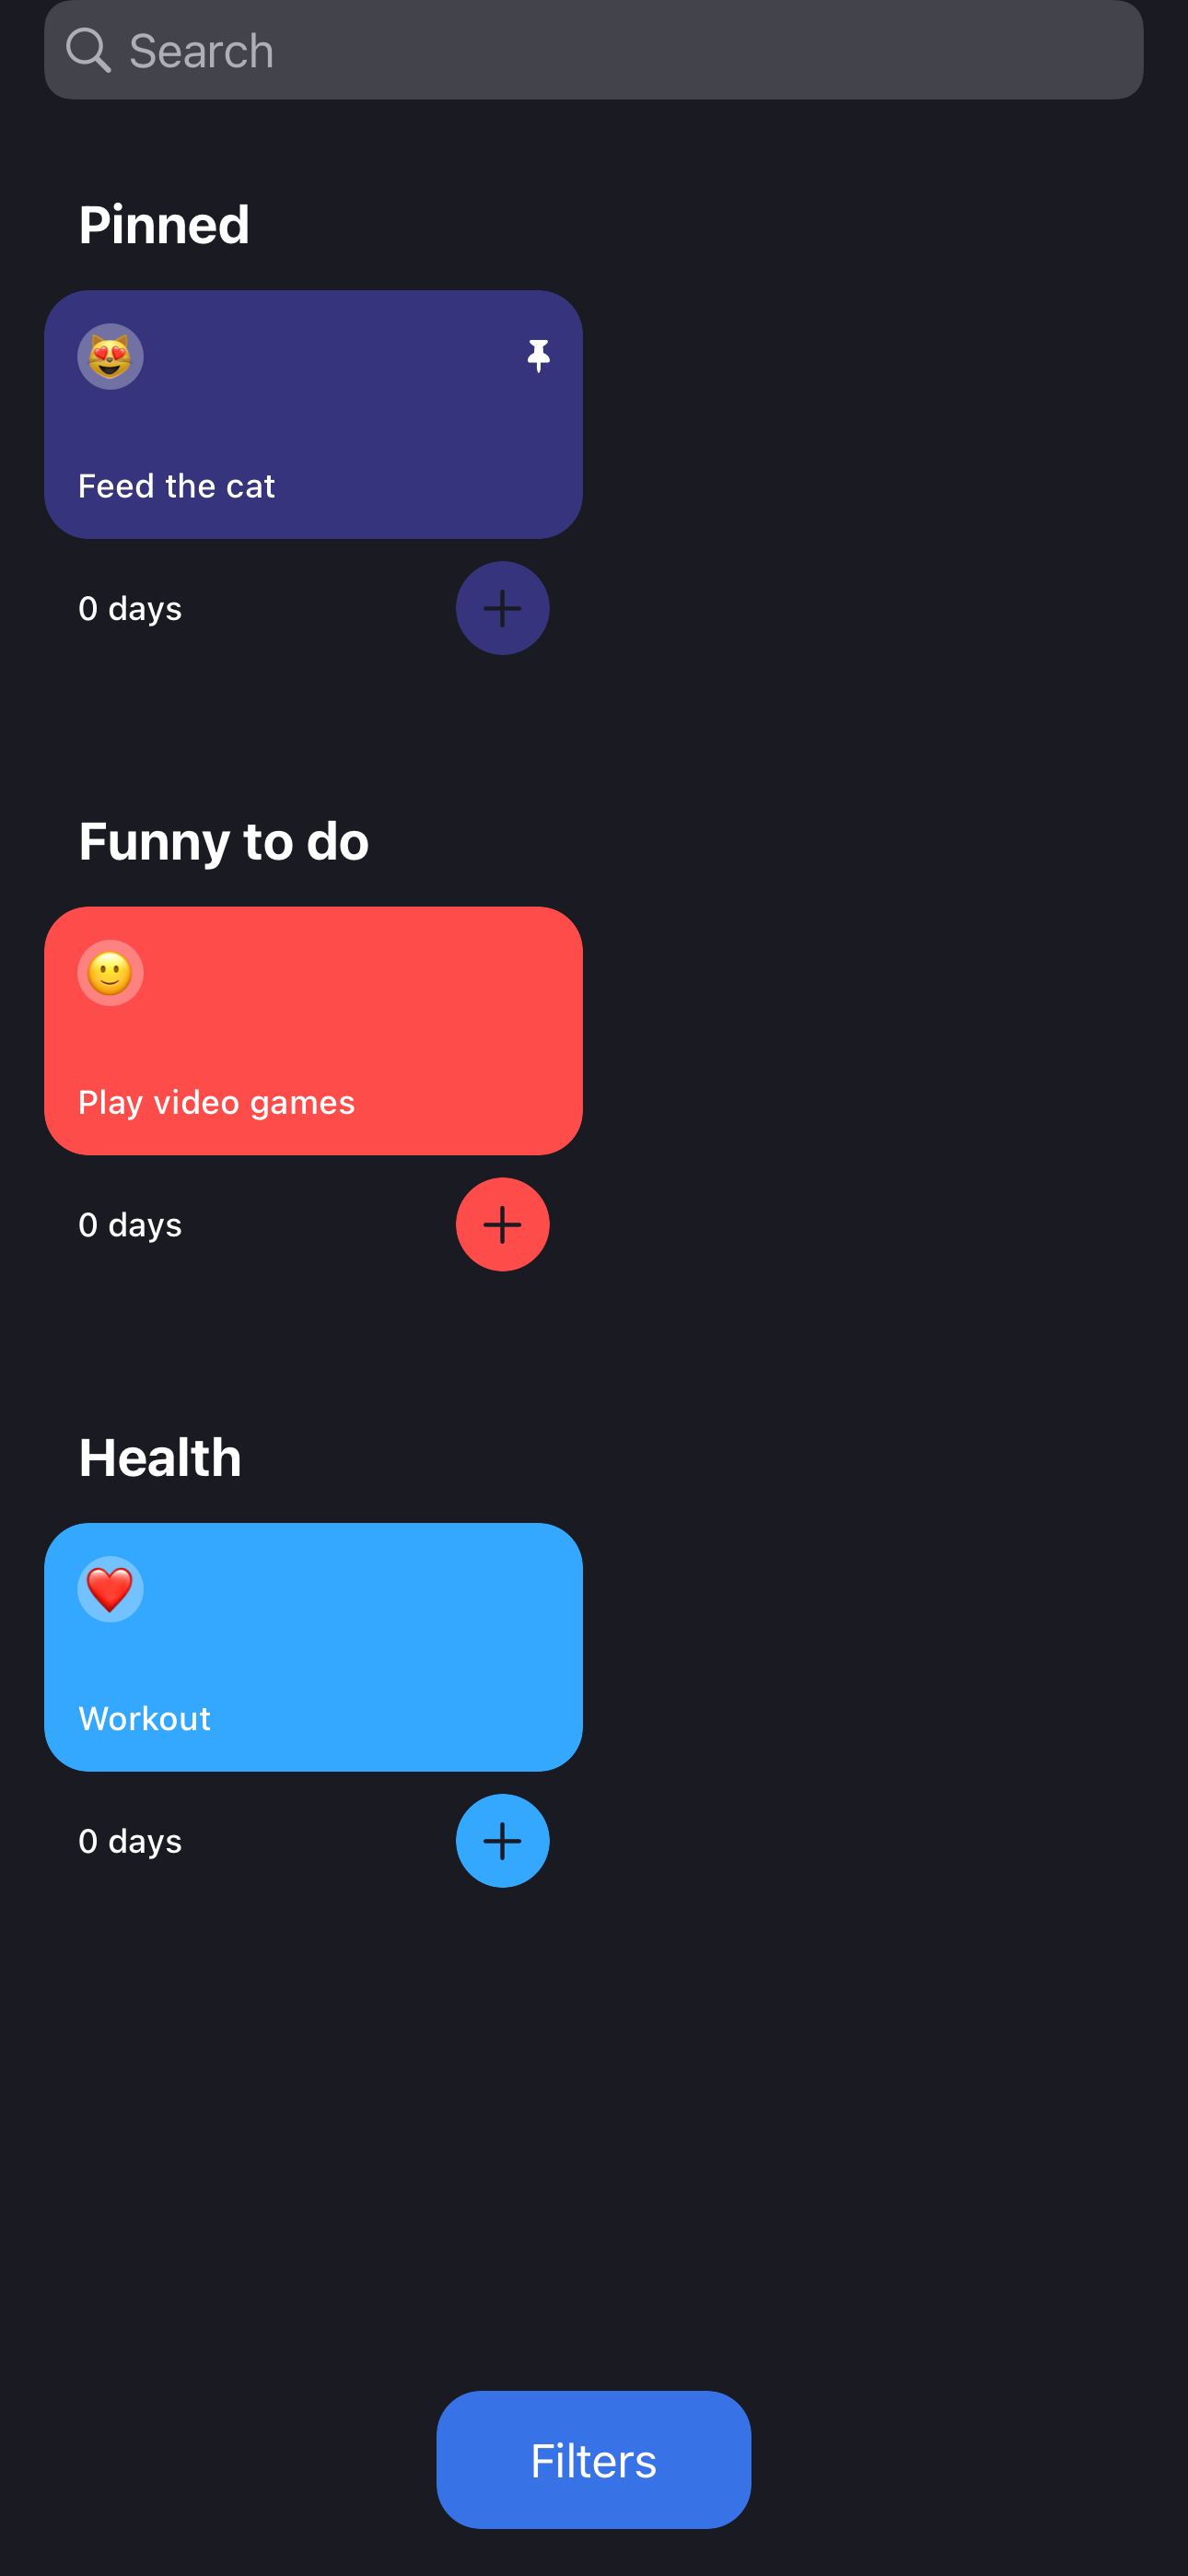 Search
Pinned
Feed the cat
0 days
Funny to do
Play video games
0 days
Health
Workout
0 days
Filters